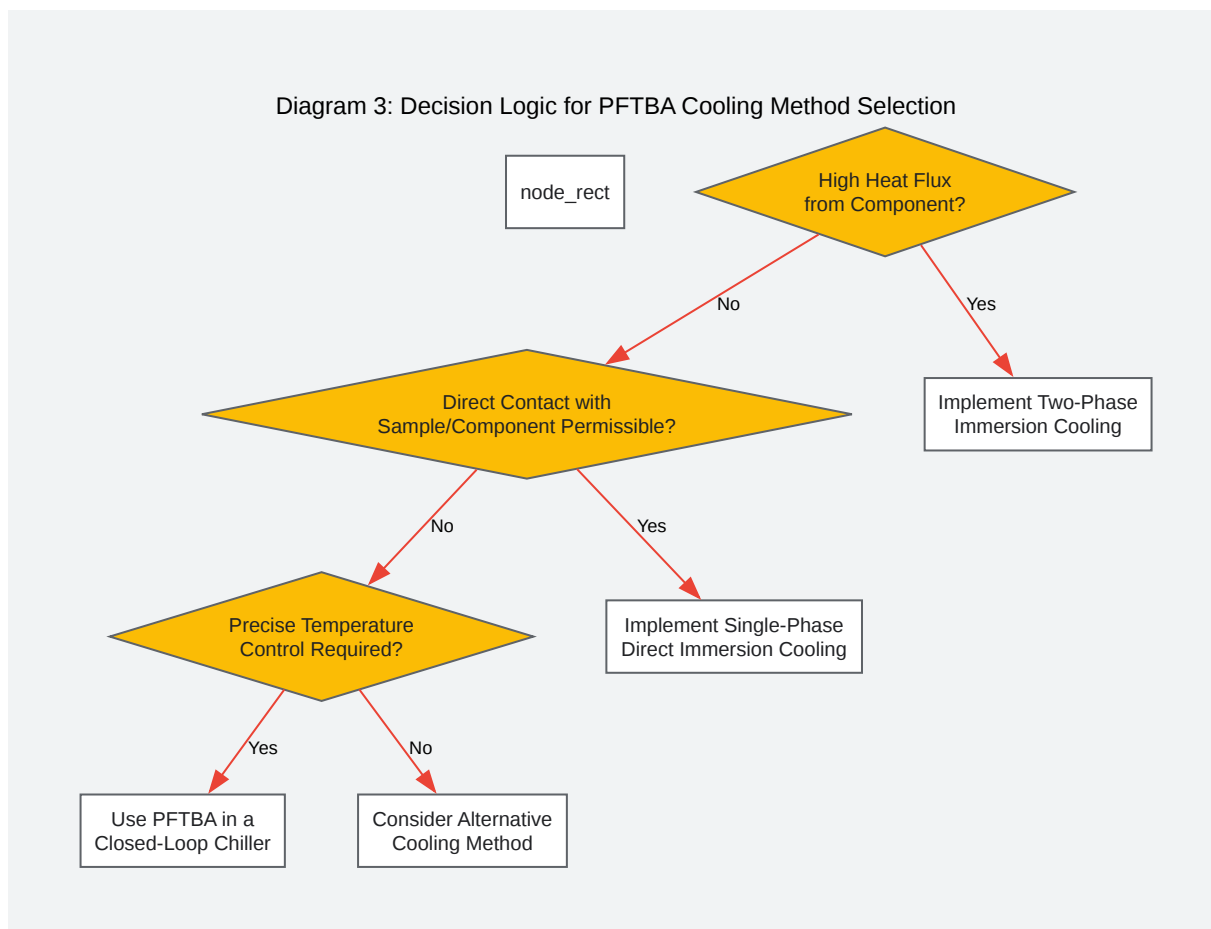 Diagram 3: Decision Logic for PFTBA Cooling Method Selection
node_rect
High Heat Flux
from Component?
No
Yes
Direct Contact with
Sample/Component Permissible?
Implement Two-Phase
Immersion Cooling
No
Yes
Precise Temperature
Control Required?
Implement Single-Phase
Direct Immersion Cooling
Yes
No
Use PFTBA in a
Closed-Loop Chiller
Consider Alternative
Cooling Method